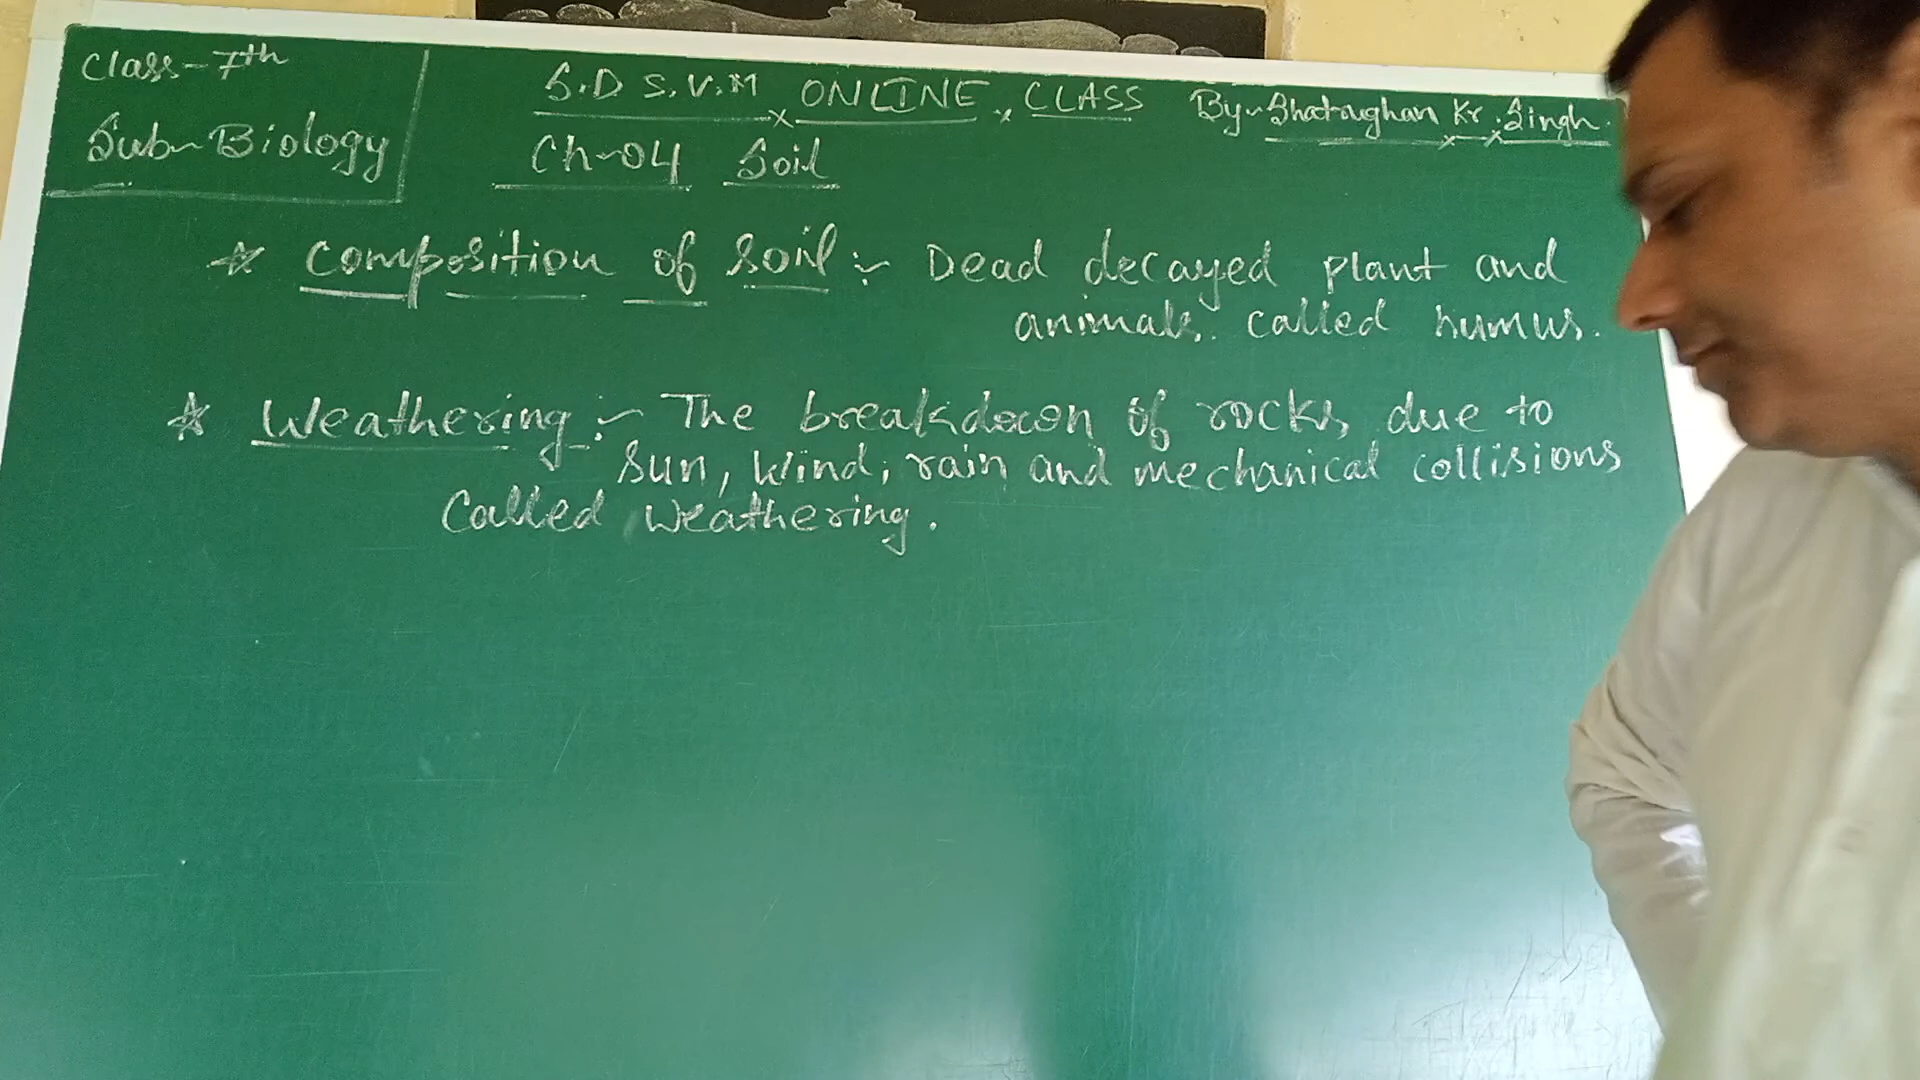 Class - 7th
Sub - Biology
S.D S.V.M ONLINE CLASS
By - Shatrughan Kr. Singh
Ch - 04 Soil
☆ Composition of Soil :- Dead decayed plant and
animals. called humus.
☆ Weathering :- The breakdown of rocks due to
Sun, Wind, rain and mechanical collisions
Called Weathering.